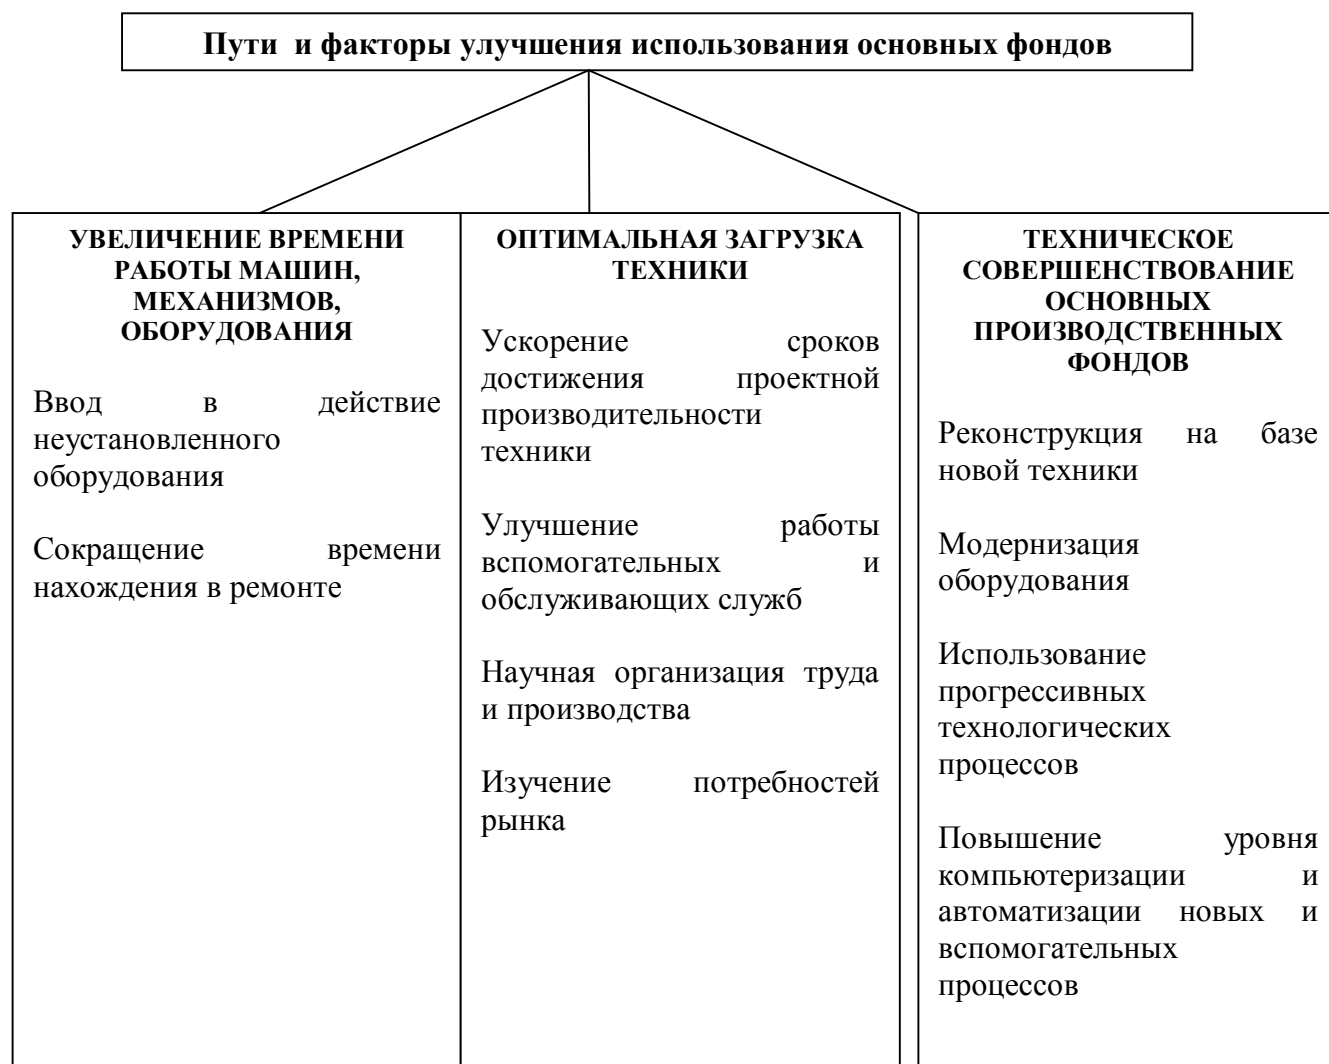 Пути и факторы улучшения использования основных фондов
УВЕЛИЧЕНИЕ ВРЕМЕНИ
РАБОТЫ МАШИН,
МЕХАНИЗМОВ,
ОБОРУДОВАНИЯ
Ввод в действие
неустановленного
оборудования
Сокращение времени
нахождения в ремонте
ОПТИМАЛЬНАЯ ЗАГРУЗКА
ТЕХНИКИ
Ускорение сроков
достижения проектной
производительности
техники
Улучшение работы
вспомогательных и
обслуживающих служб
Научная организация труда
и производства
Изучение потребностей
рынка
ТЕХНИЧЕСКОЕ
СОВЕРШЕНСТВОВАНИЕ
ОСНОВНЫХ
ПРОИЗВОДСТВЕННЫХ
ФОНДОВ
Реконструкция на базе
новой техники
Модернизация
оборудования
Использование
прогрессивных
технологических
процессов
Повышение уровня
компьютеризации и
автоматизации новых и
вспомогательных
процессов